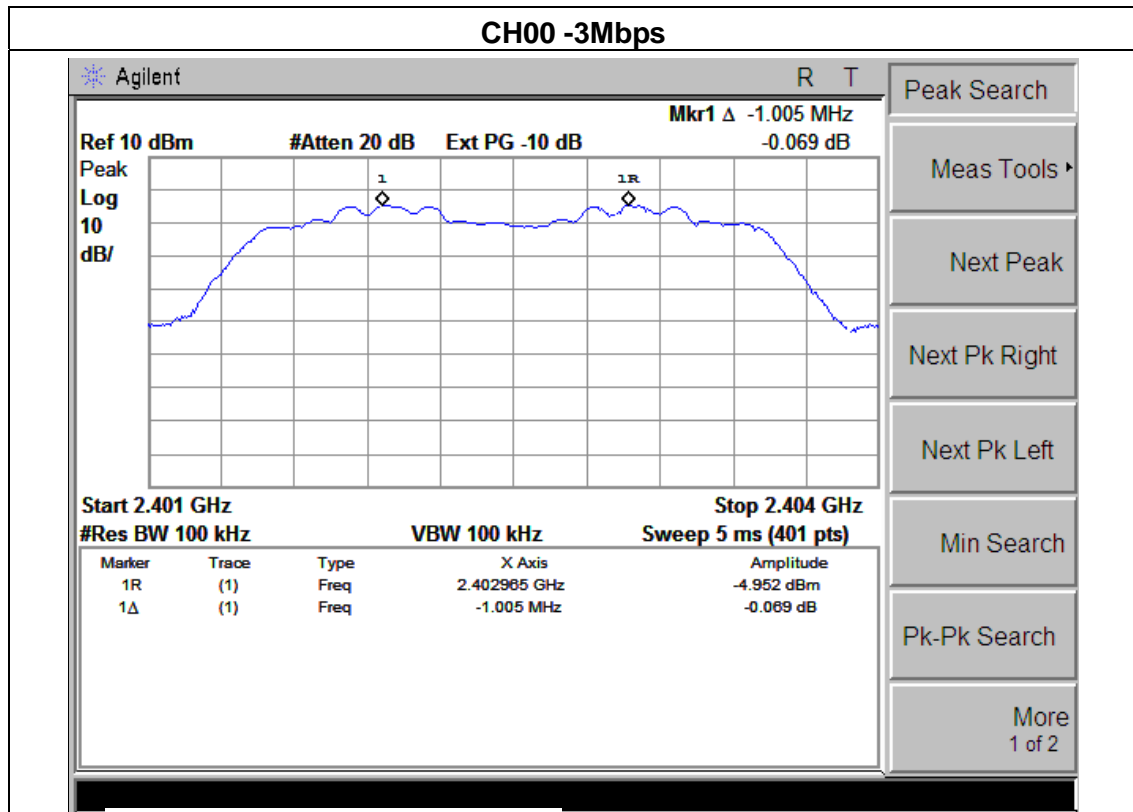 CH00 -3Mbps
Agilent R T
Mkr1 Δ -1.005 MHz
Ref 10 dBm #Atten 20 dB Ext PG -10 dB -0.069 dB
Peak
Log
10
dB/
1 1R
Start 2.401 GHz Stop 2.404 GHz
#Res BW 100 kHz VBW 100 kHz Sweep 5 ms (401 pts)
Marker Trace Type X Axis Amplitude
1R (1) Freq 2.402965 GHz -4.952 dBm
1Δ (1) Freq -1.005 MHz -0.069 dB
Peak Search
Meas Tools
Next Peak
Next Pk Right
Next Pk Left
Min Search
Pk-Pk Search
More
1 of 2